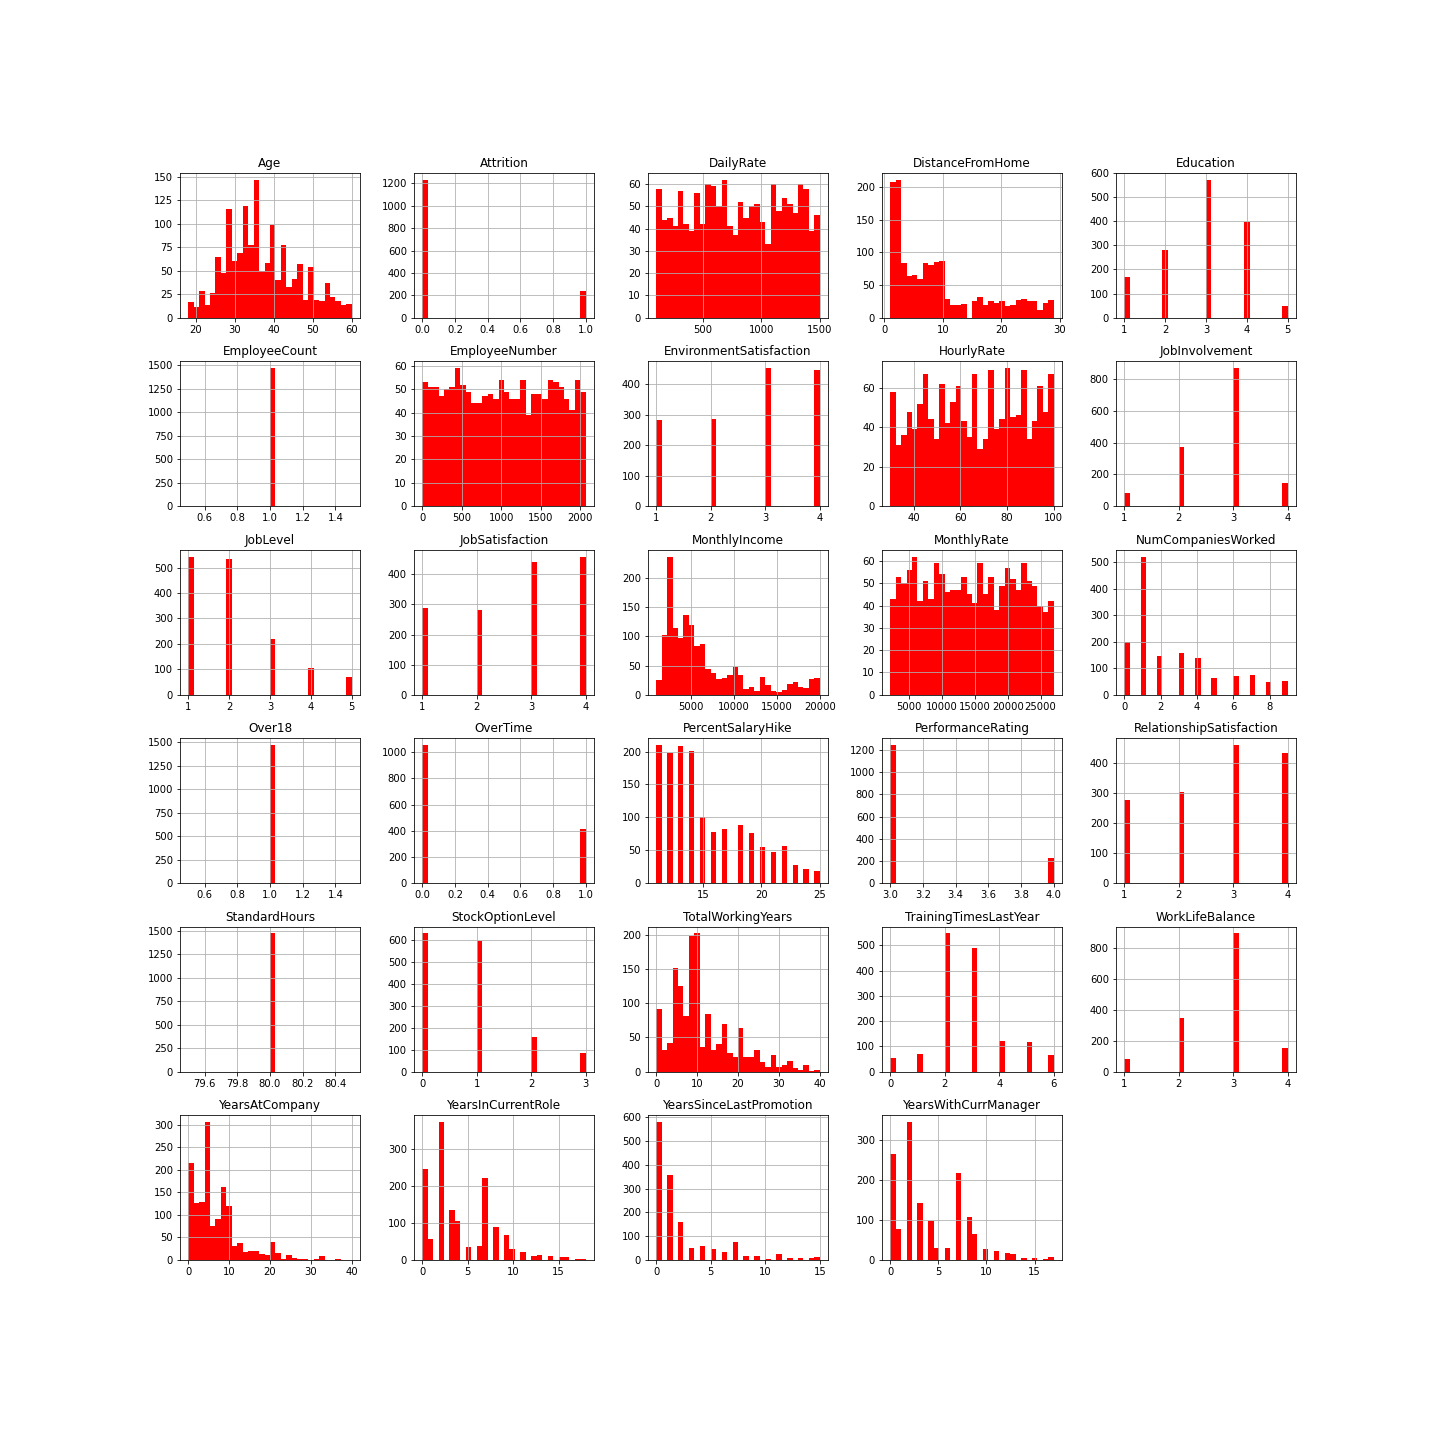 Age
150
125
100
75
50
25
0
20 30 40 50 60
Attrition
1200
1000
800
600
400
200
0
0.0 0.2 0.4 0.6 0.8 1.0
DailyRate
60
50
40
30
20
10
0
500 1000 1500
DistanceFromHome
200
150
100
50
0
0 10 20 30
Education
600
500
400
300
200
100
0
1 2 3 4 5
EmployeeCount
1500
1250
1000
750
500
250
0
0.6 0.8 1.0 1.2 1.4
EmployeeNumber
60
50
40
30
20
10
0
0 500 1000 1500 2000
EnvironmentSatisfaction
400
300
200
100
0
1 2 3 4
HourlyRate
60
40
20
0
40 60 80 100
JobInvolvement
800
600
400
200
0
1 2 3 4
JobLevel
500
400
300
200
100
0
1 2 3 4 5
JobSatisfaction
400
300
200
100
0
1 2 3 4
MonthlyIncome
200
150
100
50
0
5000 10000 15000 20000
MonthlyRate
60
50
40
30
20
10
0
5000 10000 15000 20000 25000
NumCompaniesWorked
500
400
300
200
100
0
0 2 4 6 8
Over18
1500
1250
1000
750
500
250
0
0.6 0.8 1.0 1.2 1.4
OverTime
1000
800
600
400
200
0
0.0 0.2 0.4 0.6 0.8 1.0
PercentSalaryHike
200
150
100
50
0
15 20 25
PerformanceRating
1200
1000
800
600
400
200
0
3.0 3.2 3.4 3.6 3.8 4.0
RelationshipSatisfaction
400
300
200
100
0
1 2 3 4
StandardHours
1500
1250
1000
750
500
250
0
79.6 79.8 80.0 80.2 80.4
StockOptionLevel
600
500
400
300
200
100
0
0 1 2 3
TotalWorkingYears
200
150
100
50
0
0 10 20 30 40
TrainingTimesLastYear
500
400
300
200
100
0
0 2 4 6
WorkLifeBalance
800
600
400
200
0
1 2 3 4
YearsAtCompany
300
250
200
150
100
50
0
0 10 20 30 40
YearsInCurrentRole
300
200
100
0
0 5 10 15
YearsSinceLastPromotion
600
500
400
300
200
100
0
0 5 10 15
YearsWithCurrManager
300
200
100
0
0 5 10 15